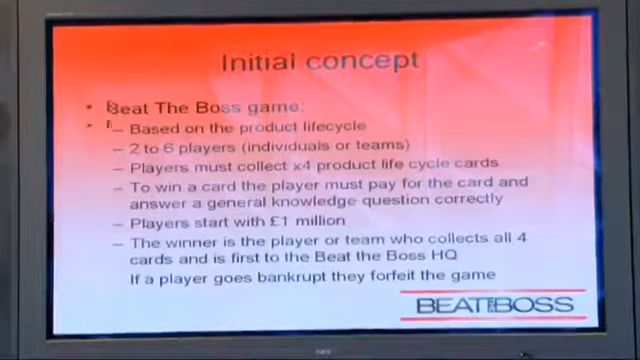 Initial concept
• Beat The Boss game:
•
– Based on the product lifecycle
– 2 to 6 players (individuals or teams)
– Players must collect x4 product life cycle cards
– To win a card the player must pay for the card and
answer a general knowledge question correctly
– Players start with £1 million
– The winner is the player or team who collects all 4
cards and is first to the Beat the Boss HQ
If a player goes bankrupt they forfeit the game
BEAT THE BOSS
NEC